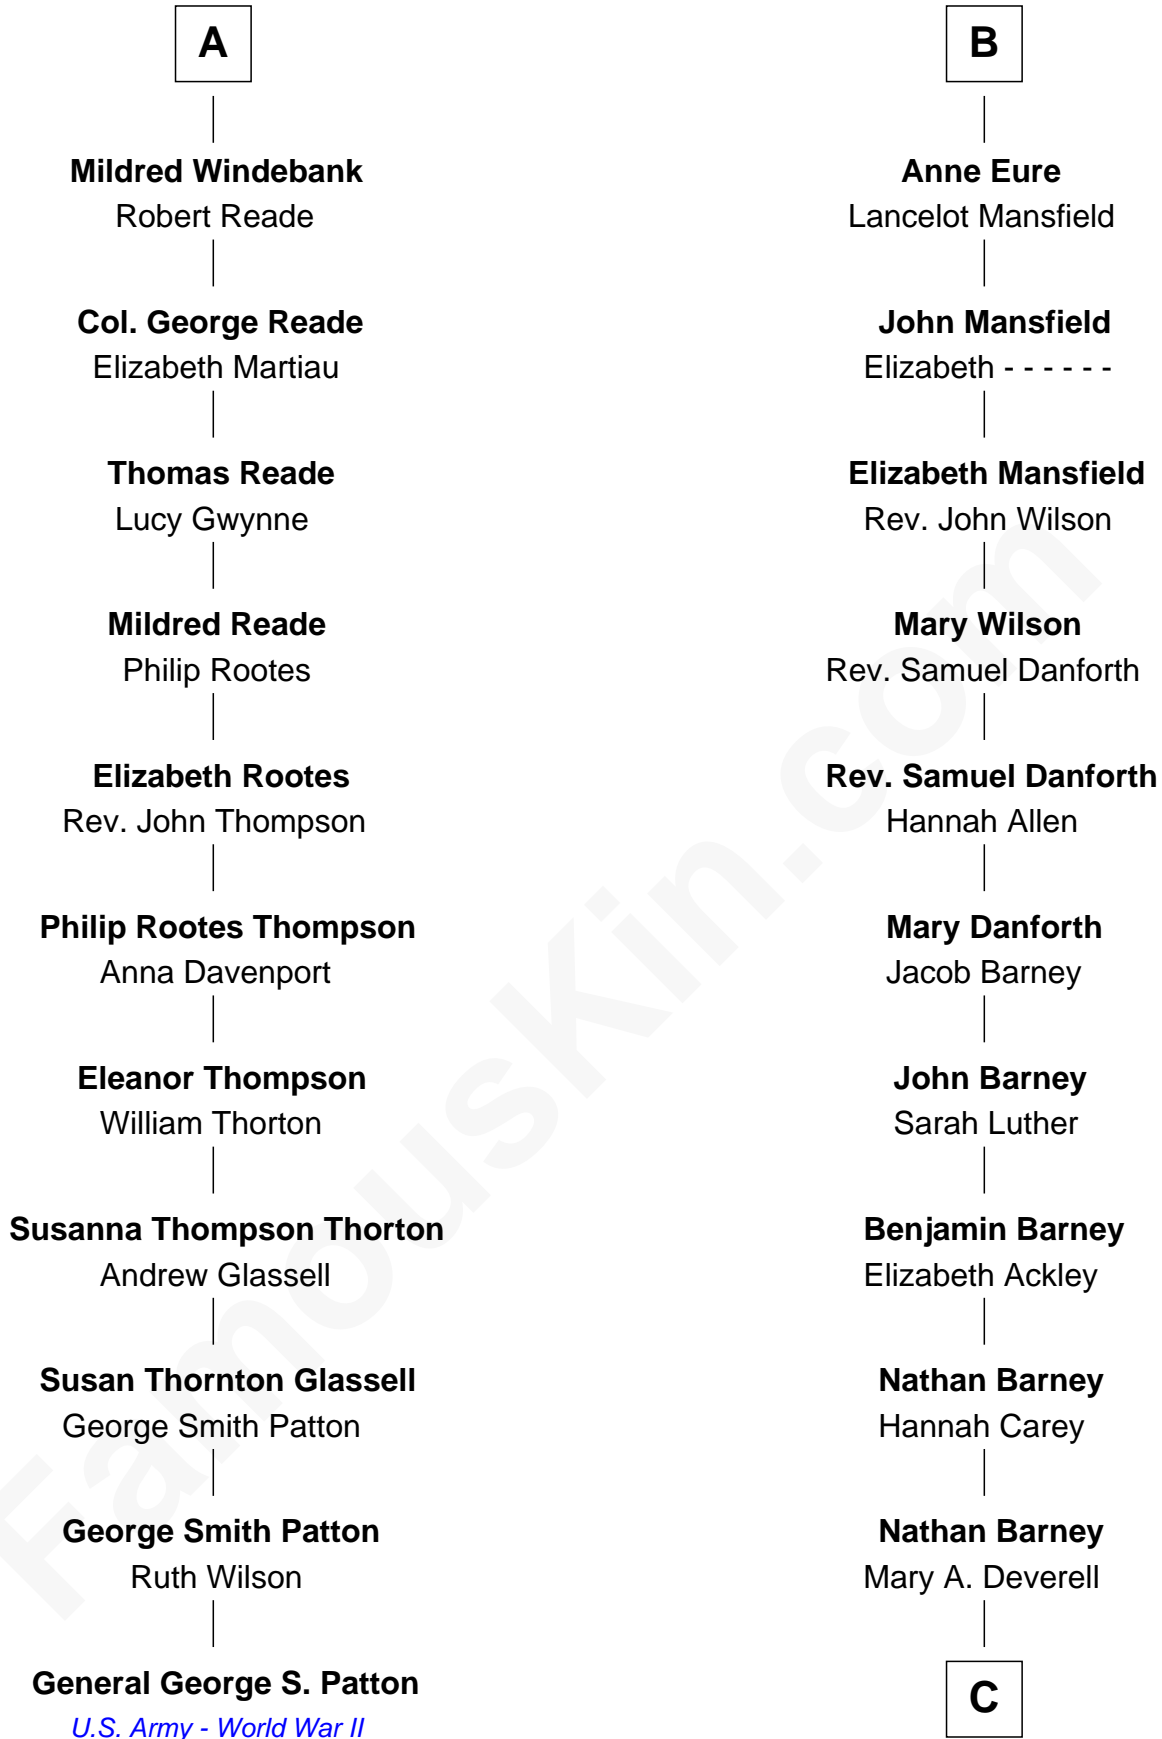 A
Mildred Windebank
Robert Reade
Col. George Reade
Elizabeth Martiau
Thomas Reade
Lucy Gwynne
Mildred Reade
Philip Rootes
Elizabeth Rootes
Rev. John Thompson
Philip Rootes Thompson
Anna Davenport
Eleanor Thompson
William Thorton
Susanna Thompson Thorton
Andrew Glassell
Susan Thornton Glassell
George Smith Patton
George Smith Patton
Ruth Wilson
General George S. Patton
U.S. Army - World War II
B
Anne Eure
Lancelot Mansfield
John Mansfield
Elizabeth - - - - - -
Elizabeth Mansfield
Rev. John Wilson
Mary Wilson
Rev. Samuel Danforth
Rev. Samuel Danforth
Hannah Allen
Mary Danforth
Jacob Barney
John Barney
Sarah Luther
Benjamin Barney
Elizabeth Ackley
Nathan Barney
Hannah Carey
Nathan Barney
Mary A. Deverell
C
FamousKin.com